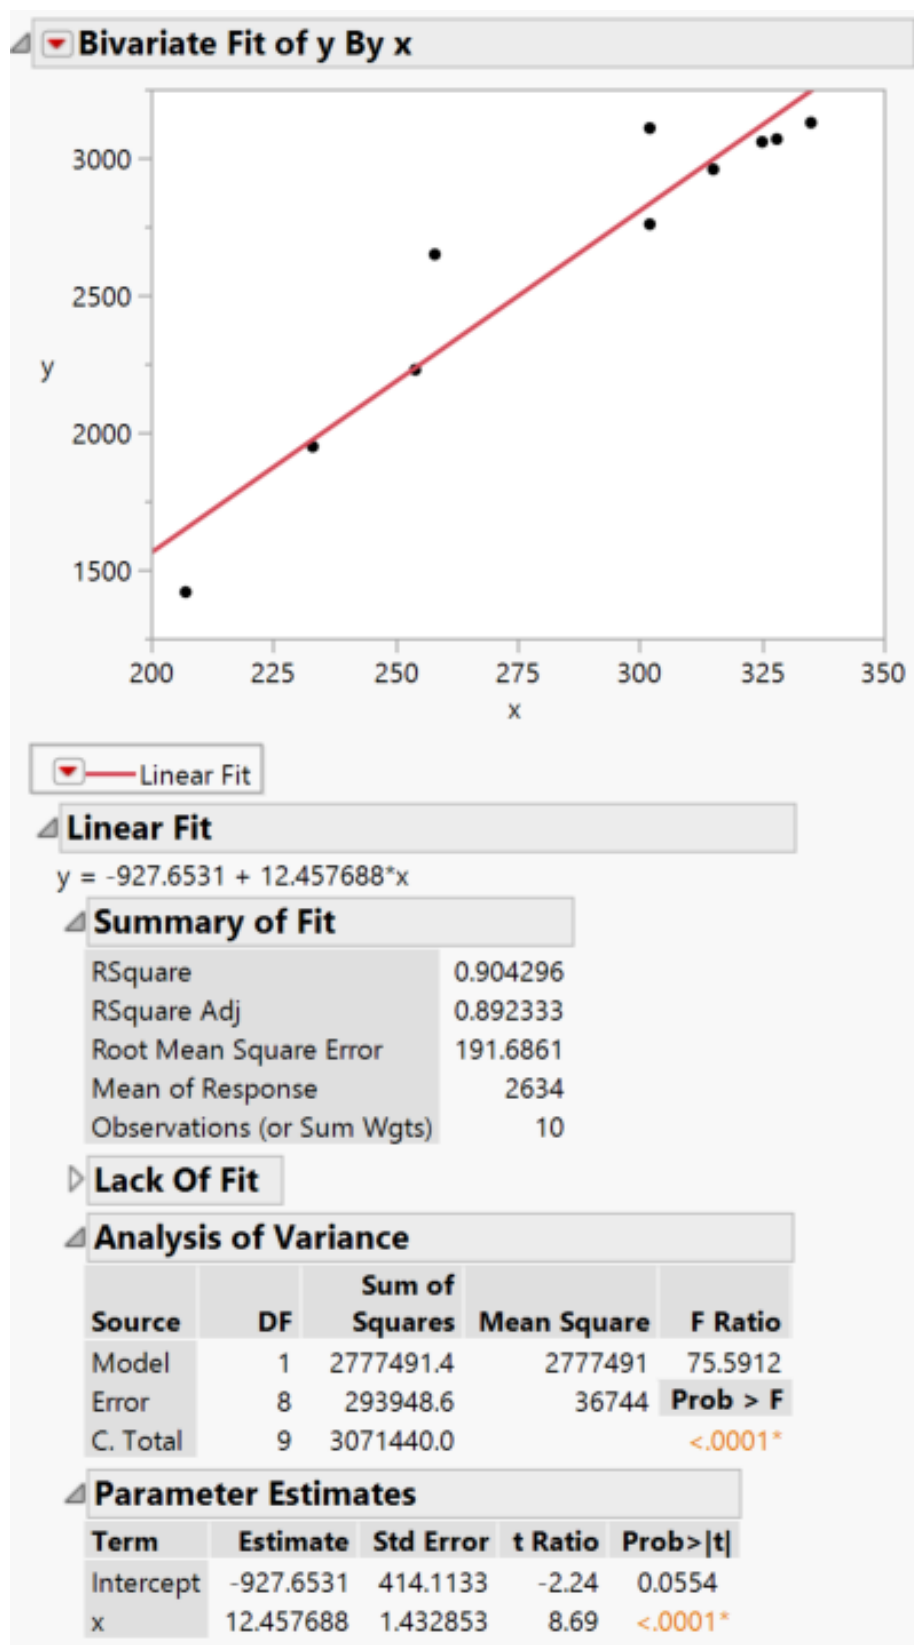 Bivariate Fit of y By x
3000
2500
y
2000
1500
200 225 250 275 300 325 350
x
Linear Fit
Linear Fit
y = -927.6531 + 12.457688*x
Summary of Fit
RSquare 0.904296
RSquare Adj 0.892333
Root Mean Square Error 191.6861
Mean of Response 2634
Observations (or Sum Wgts) 10
Lack Of Fit
Analysis of Variance
Sum of
Source DF Squares Mean Square F Ratio
Model 1 2777491.4 2777491 75.5912
Error 8 293948.6 36744 Prob > F
C. Total 9 3071440.0 <.0001*
Parameter Estimates
Term Estimate Std Error t Ratio Prob>|t|
Intercept -927.6531 414.1133 -2.24 0.0554
x 12.457688 1.432853 8.69 <.0001*